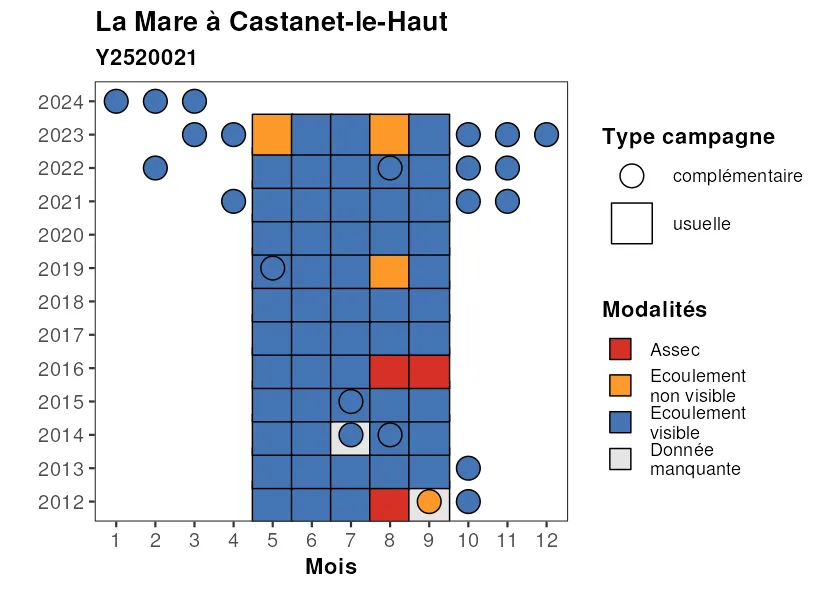 La Mare à Castanet-le-Haut
Y2520021
2024
2023
2022
2021
2020
2019
2018
2017
2016
2015
2014
2013
2012
1 2 3 4 5 6 7 8 9 10 11 12
Mois
Type campagne
complémentaire
usuelle
Modalités
Assec
Ecoulement
non visible
Ecoulement
visible
Donnée
manquante